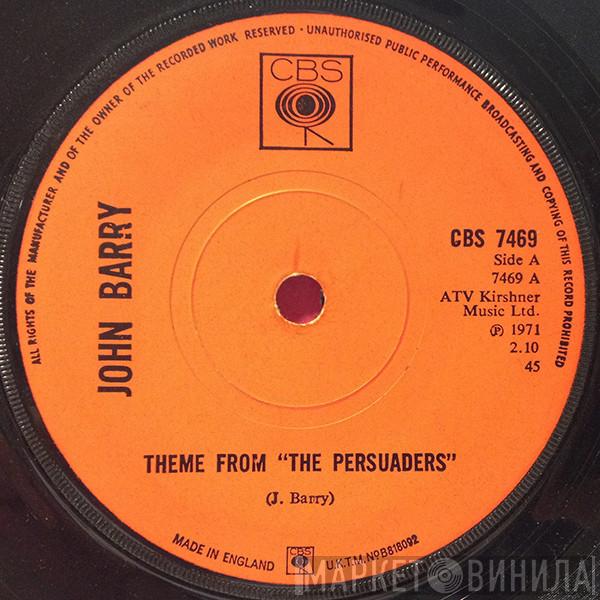 ALL RIGHTS OF THE MANUFACTURER AND OF THE OWNER OF THE RECORDED WORK RESERVED · UNAUTHORISED PUBLIC PERFORMANCE BROADCASTING AND COPYING OF THIS RECORD PROHIBITED
CBS
JOHN BARRY
CBS 7469
Side A
7469 A
ATV Kirshner
Music Ltd.
℗ 1971
2.10
45
THEME FROM "THE PERSUADERS"
(J. Barry)
MADE IN ENGLAND
CBS
U.K.T.M. NºB818092
МАРКЕТ ВИНИЛА